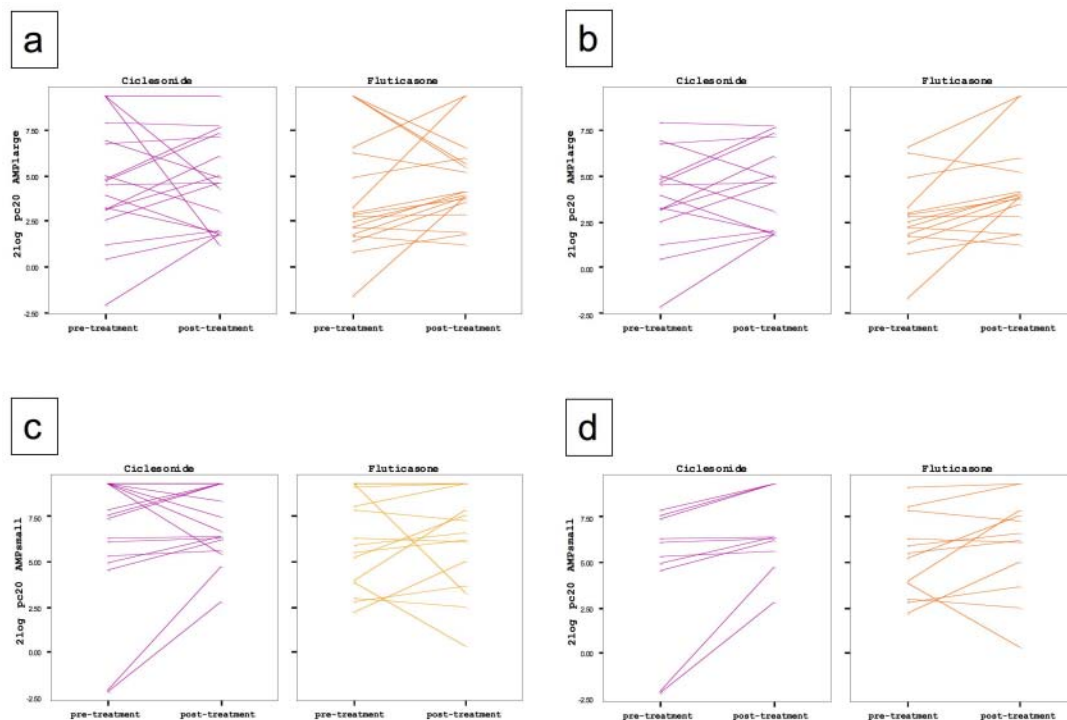 a
Ciclesonide
Fluticasone
2log pc20 AMPlarge
7.50
5.00
2.50
0.00
-2.50
pre-treatment
post-treatment
pre-treatment
post-treatment
b
Ciclesonide
Fluticasone
2log pc20 AMPlarge
7.50
5.00
2.50
0.00
-2.50
pre-treatment
post-treatment
pre-treatment
post-treatment
c
Ciclesonide
Fluticasone
2log pc20 AMPsmall
7.50
5.00
2.50
0.00
-2.50
pre-treatment
post-treatment
pre-treatment
post-treatment
d
Ciclesonide
Fluticasone
2log pc20 AMPsmall
7.50
5.00
2.50
0.00
-2.50
pre-treatment
post-treatment
pre-treatment
post-treatment